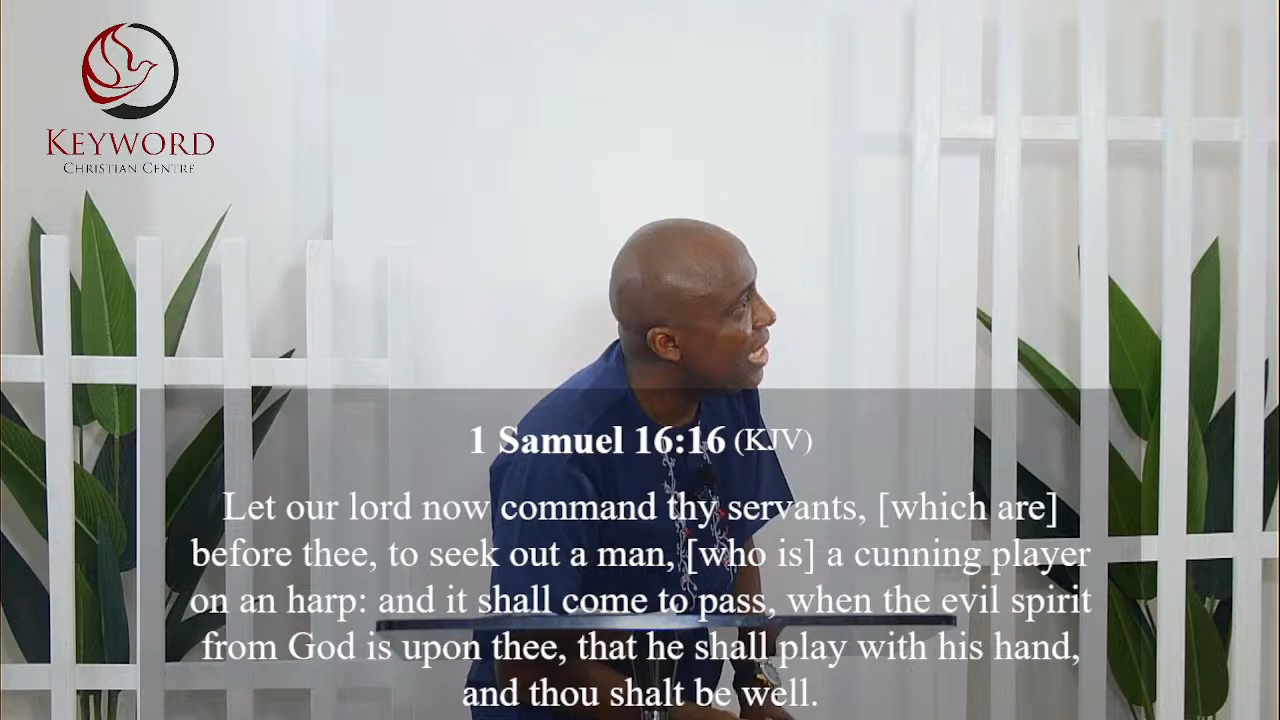 KEYWORD
CHRISTIAN CENTRE
1 Samuel 16:16 (KJV)
Let our lord now command thy servants, [which are]
before thee, to seek out a man, [who is] a cunning player
on an harp: and it shall come to pass, when the evil spirit
from God is upon thee, that he shall play with his hand,
and thou shalt be well.